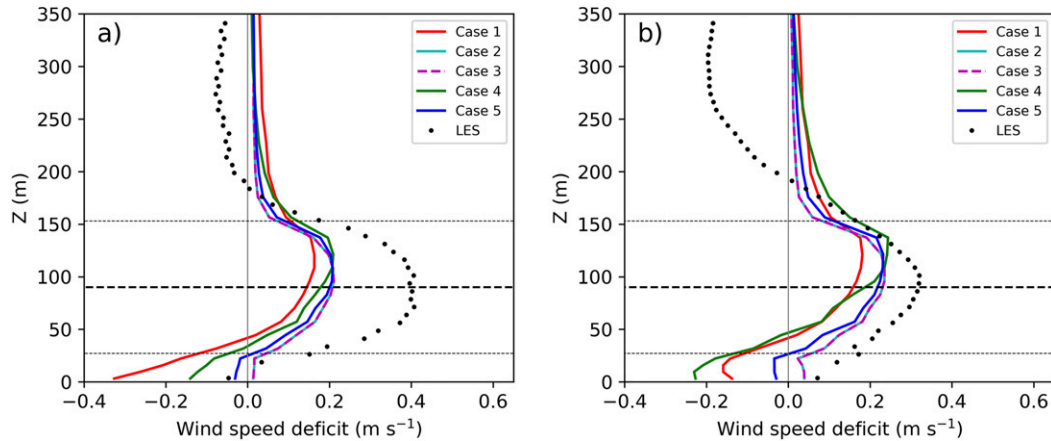 a)
Case 1
Case 2
Case 3
Case 4
Case 5
LES
350
300
250
200
150
100
50
0
Z (m)
−0.4
−0.2
0.0
0.2
0.4
0.6
Wind speed deficit (m s⁻¹)
b)
Case 1
Case 2
Case 3
Case 4
Case 5
LES
350
300
250
200
150
100
50
0
Z (m)
−0.4
−0.2
0.0
0.2
0.4
0.6
Wind speed deficit (m s⁻¹)